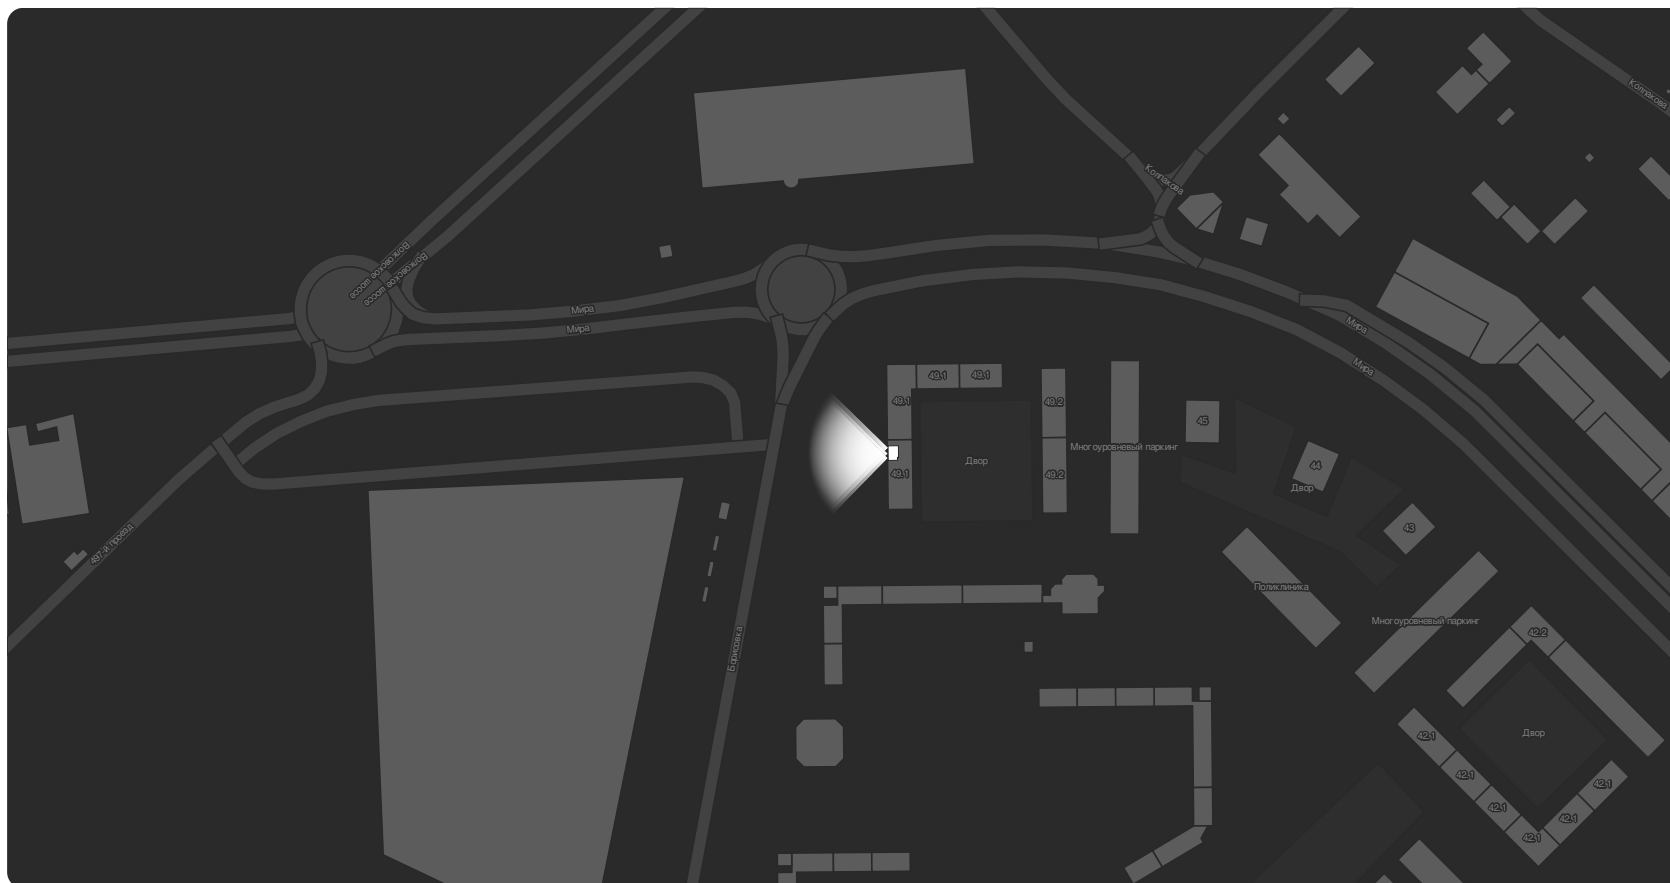 Колпакова
Колпакова
Волковское шоссе
Волковское шоссе
Мира
Мира
Мира
Мира
49.1
49.1
49.1
49.2
45
Многоуровневый паркинг
Двор
44
49.1
49.2
Двор
43
497-й проезд
Поликлиника
Многоуровневый паркинг
42.2
Борисовка
Двор
42.1
42.1
42.1
42.1
42.1
42.1